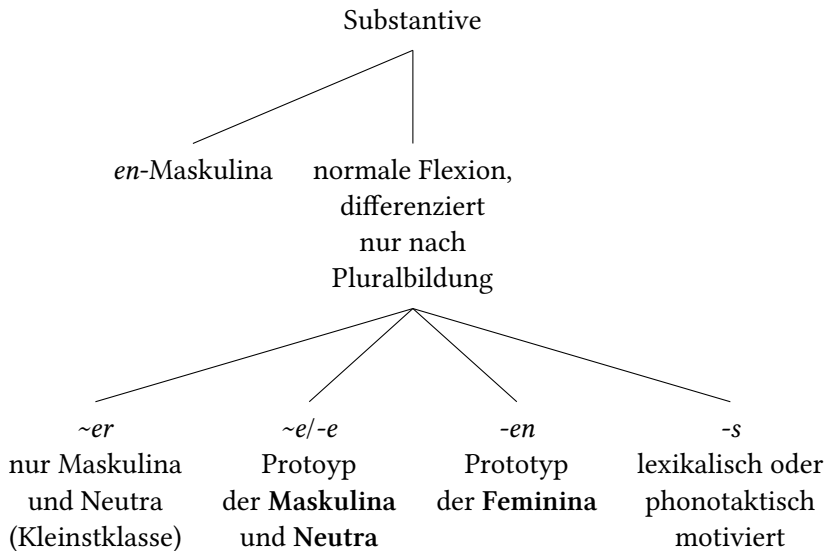 Substantive
en-Maskulina
normale Flexion,
differenziert
nur nach
Pluralbildung
~er
nur Maskulina
und Neutra
(Kleinstklasse)
~e/-e
Protoyp
der Maskulina
und Neutra
-en
Prototyp
der Feminina
-s
lexikalisch oder
phonotaktisch
motiviert